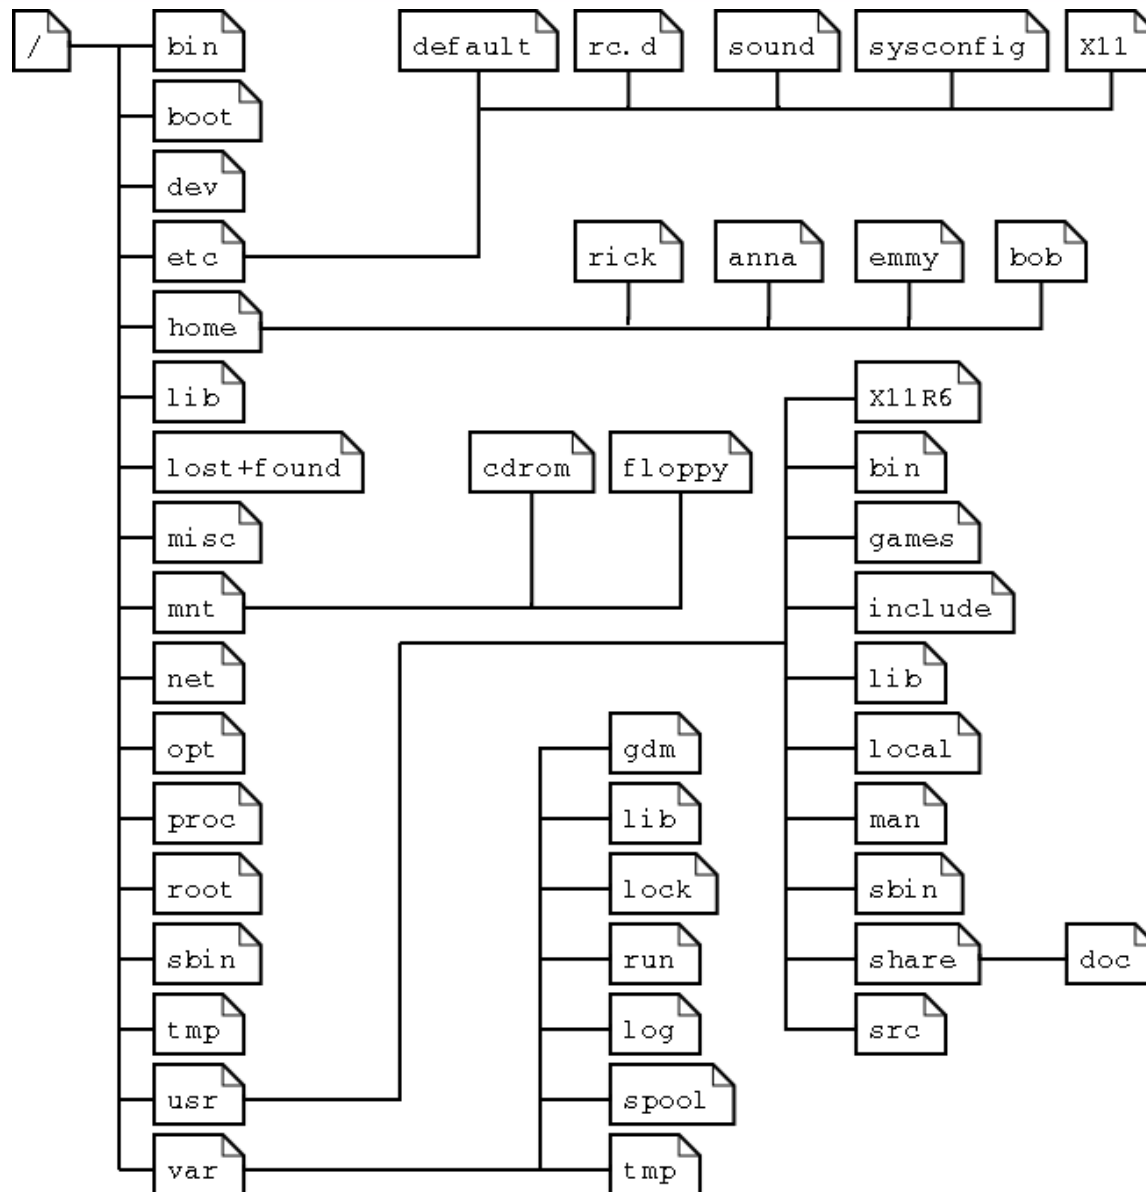 /
bin
default
rc.d
sound
sysconfig
X11
boot
dev
etc
rick
anna
emmy
bob
home
lib
X11R6
lost+found
cdrom
floppy
bin
misc
games
mnt
include
net
lib
opt
gdm
local
proc
lib
man
root
lock
sbin
sbin
run
share
doc
tmp
log
src
usr
spool
var
tmp